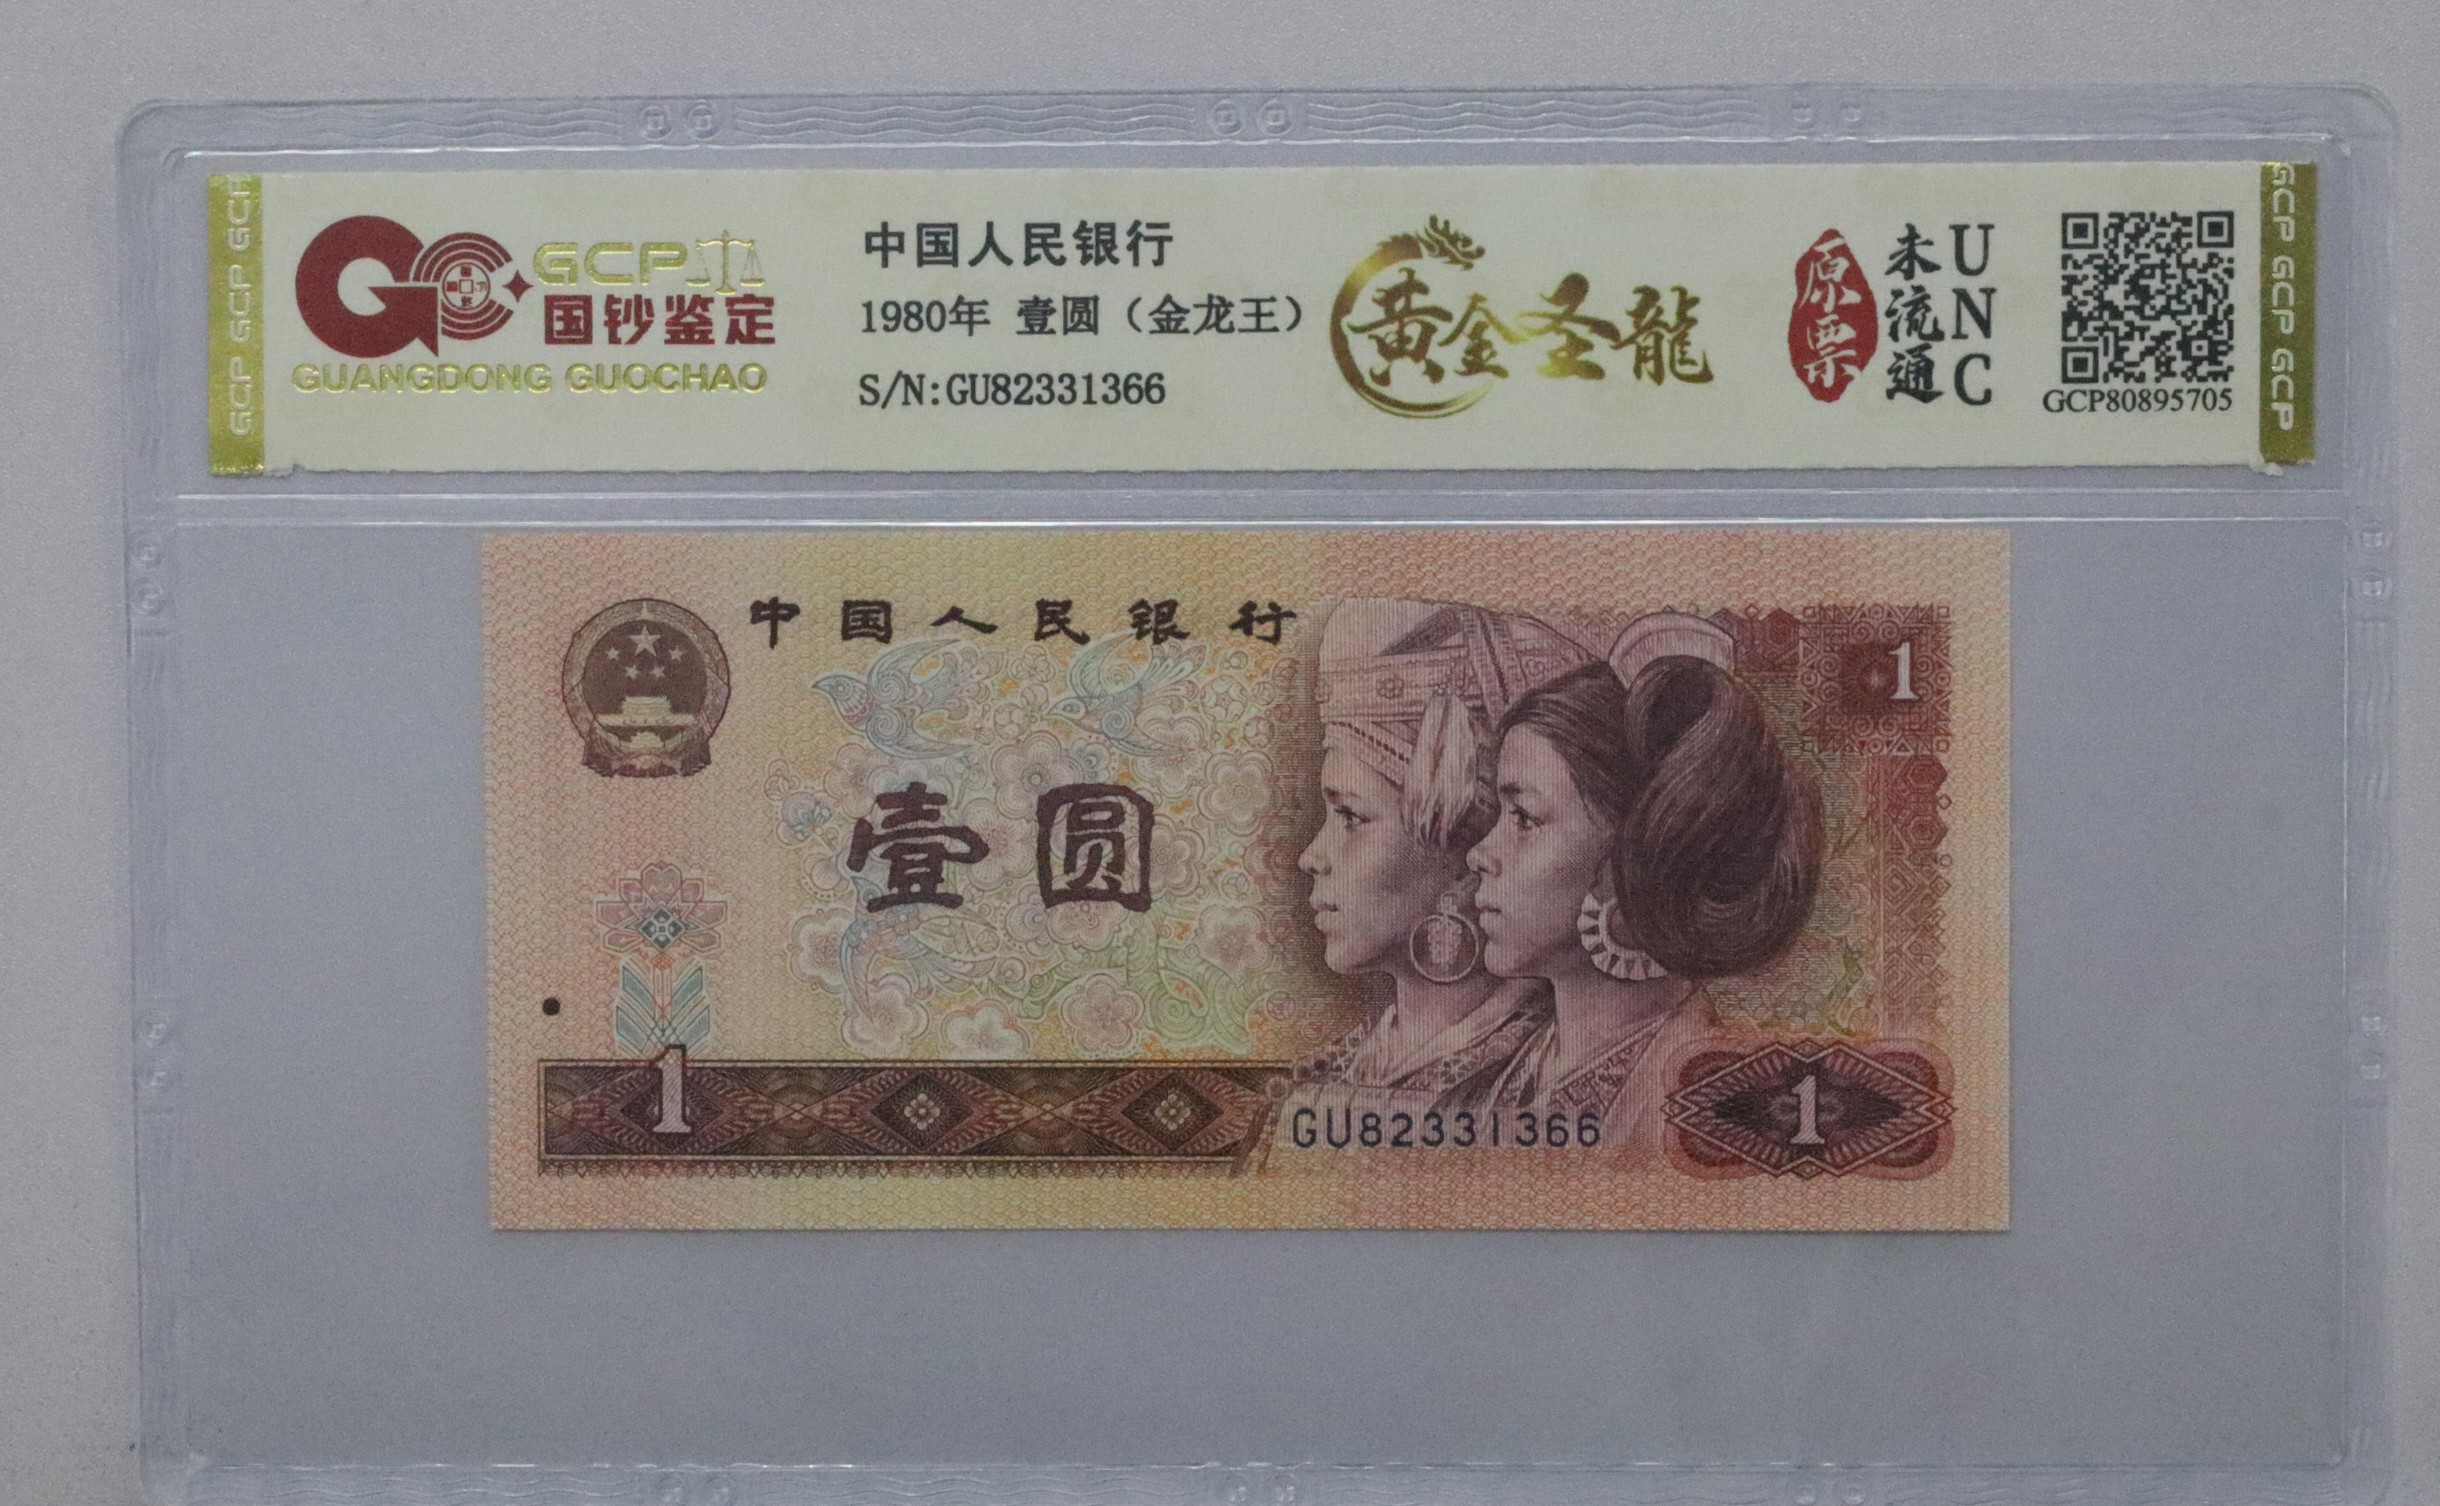 GCP GCP GCP
GCP
国钞鉴定
GUANGDONG GUOCHAO
中国人民银行
1980年 壹圆（金龙王）
S/N:GU82331366
黄金圣龍
原票
未流通
UNC
GCP80895705
GCP GCP GCP
中国人民银行
1
壹圆
1
GU82331366
1